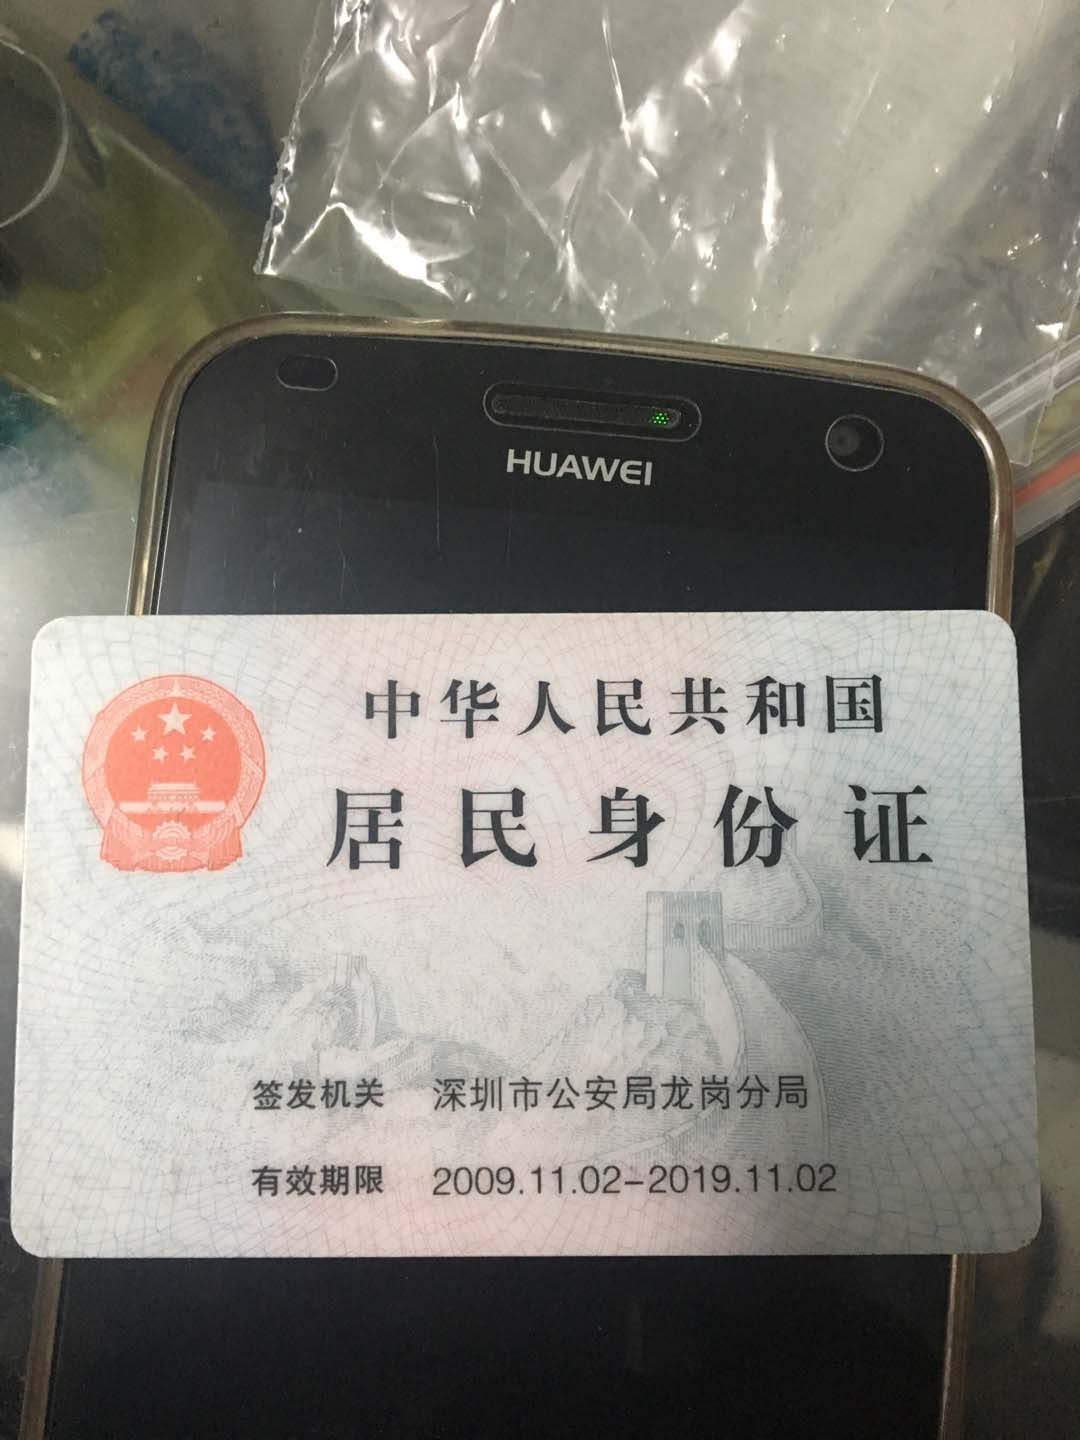 HUAWEI
中华人民共和国
居民身份证
签发机关 深圳市公安局龙岗分局
有效期限 2009.11.02-2019.11.02